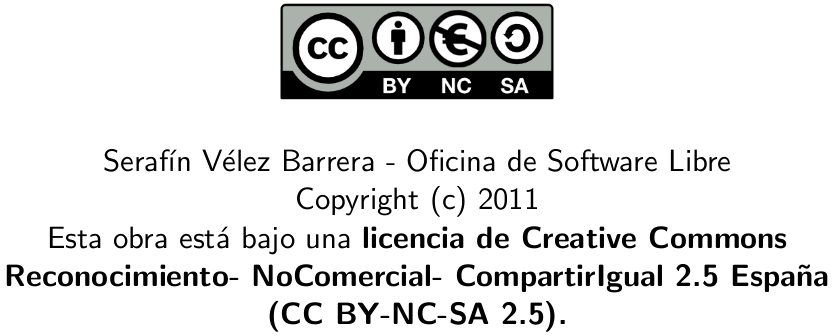 cc
BY NC SA
Serafín Vélez Barrera - Oficina de Software Libre
Copyright (c) 2011
Esta obra está bajo una licencia de Creative Commons
Reconocimiento- NoComercial- CompartirIgual 2.5 España
(CC BY-NC-SA 2.5).